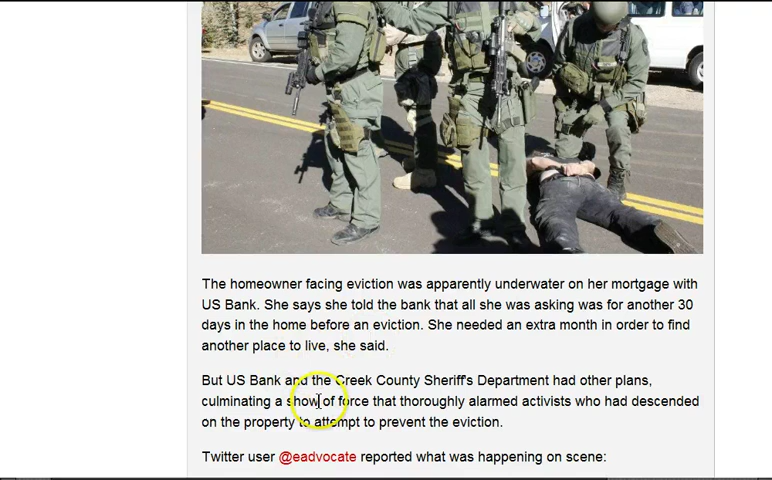 The homeowner facing eviction was apparently underwater on her mortgage with
US Bank. She says she told the bank that all she was asking was for another 30
days in the home before an eviction. She needed an extra month in order to find
another place to live, she said.
But US Bank and the Creek County Sheriff's Department had other plans,
culminating a show of force that thoroughly alarmed activists who had descended
on the property to attempt to prevent the eviction.
Twitter user @eadvocate reported what was happening on scene: